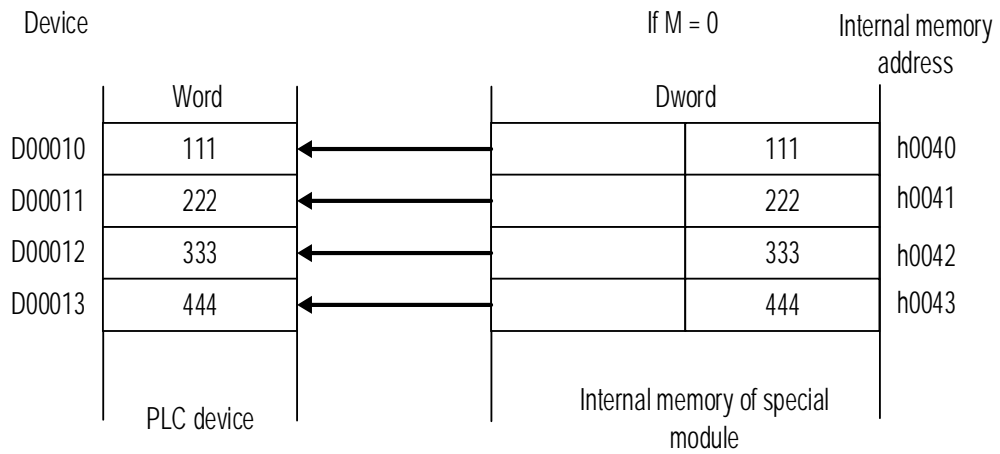 Device
If M = 0
Internal memory
address
Word
Dword
D00010 111 111 h0040
D00011 222 222 h0041
D00012 333 333 h0042
D00013 444 444 h0043
PLC device
Internal memory of special
module